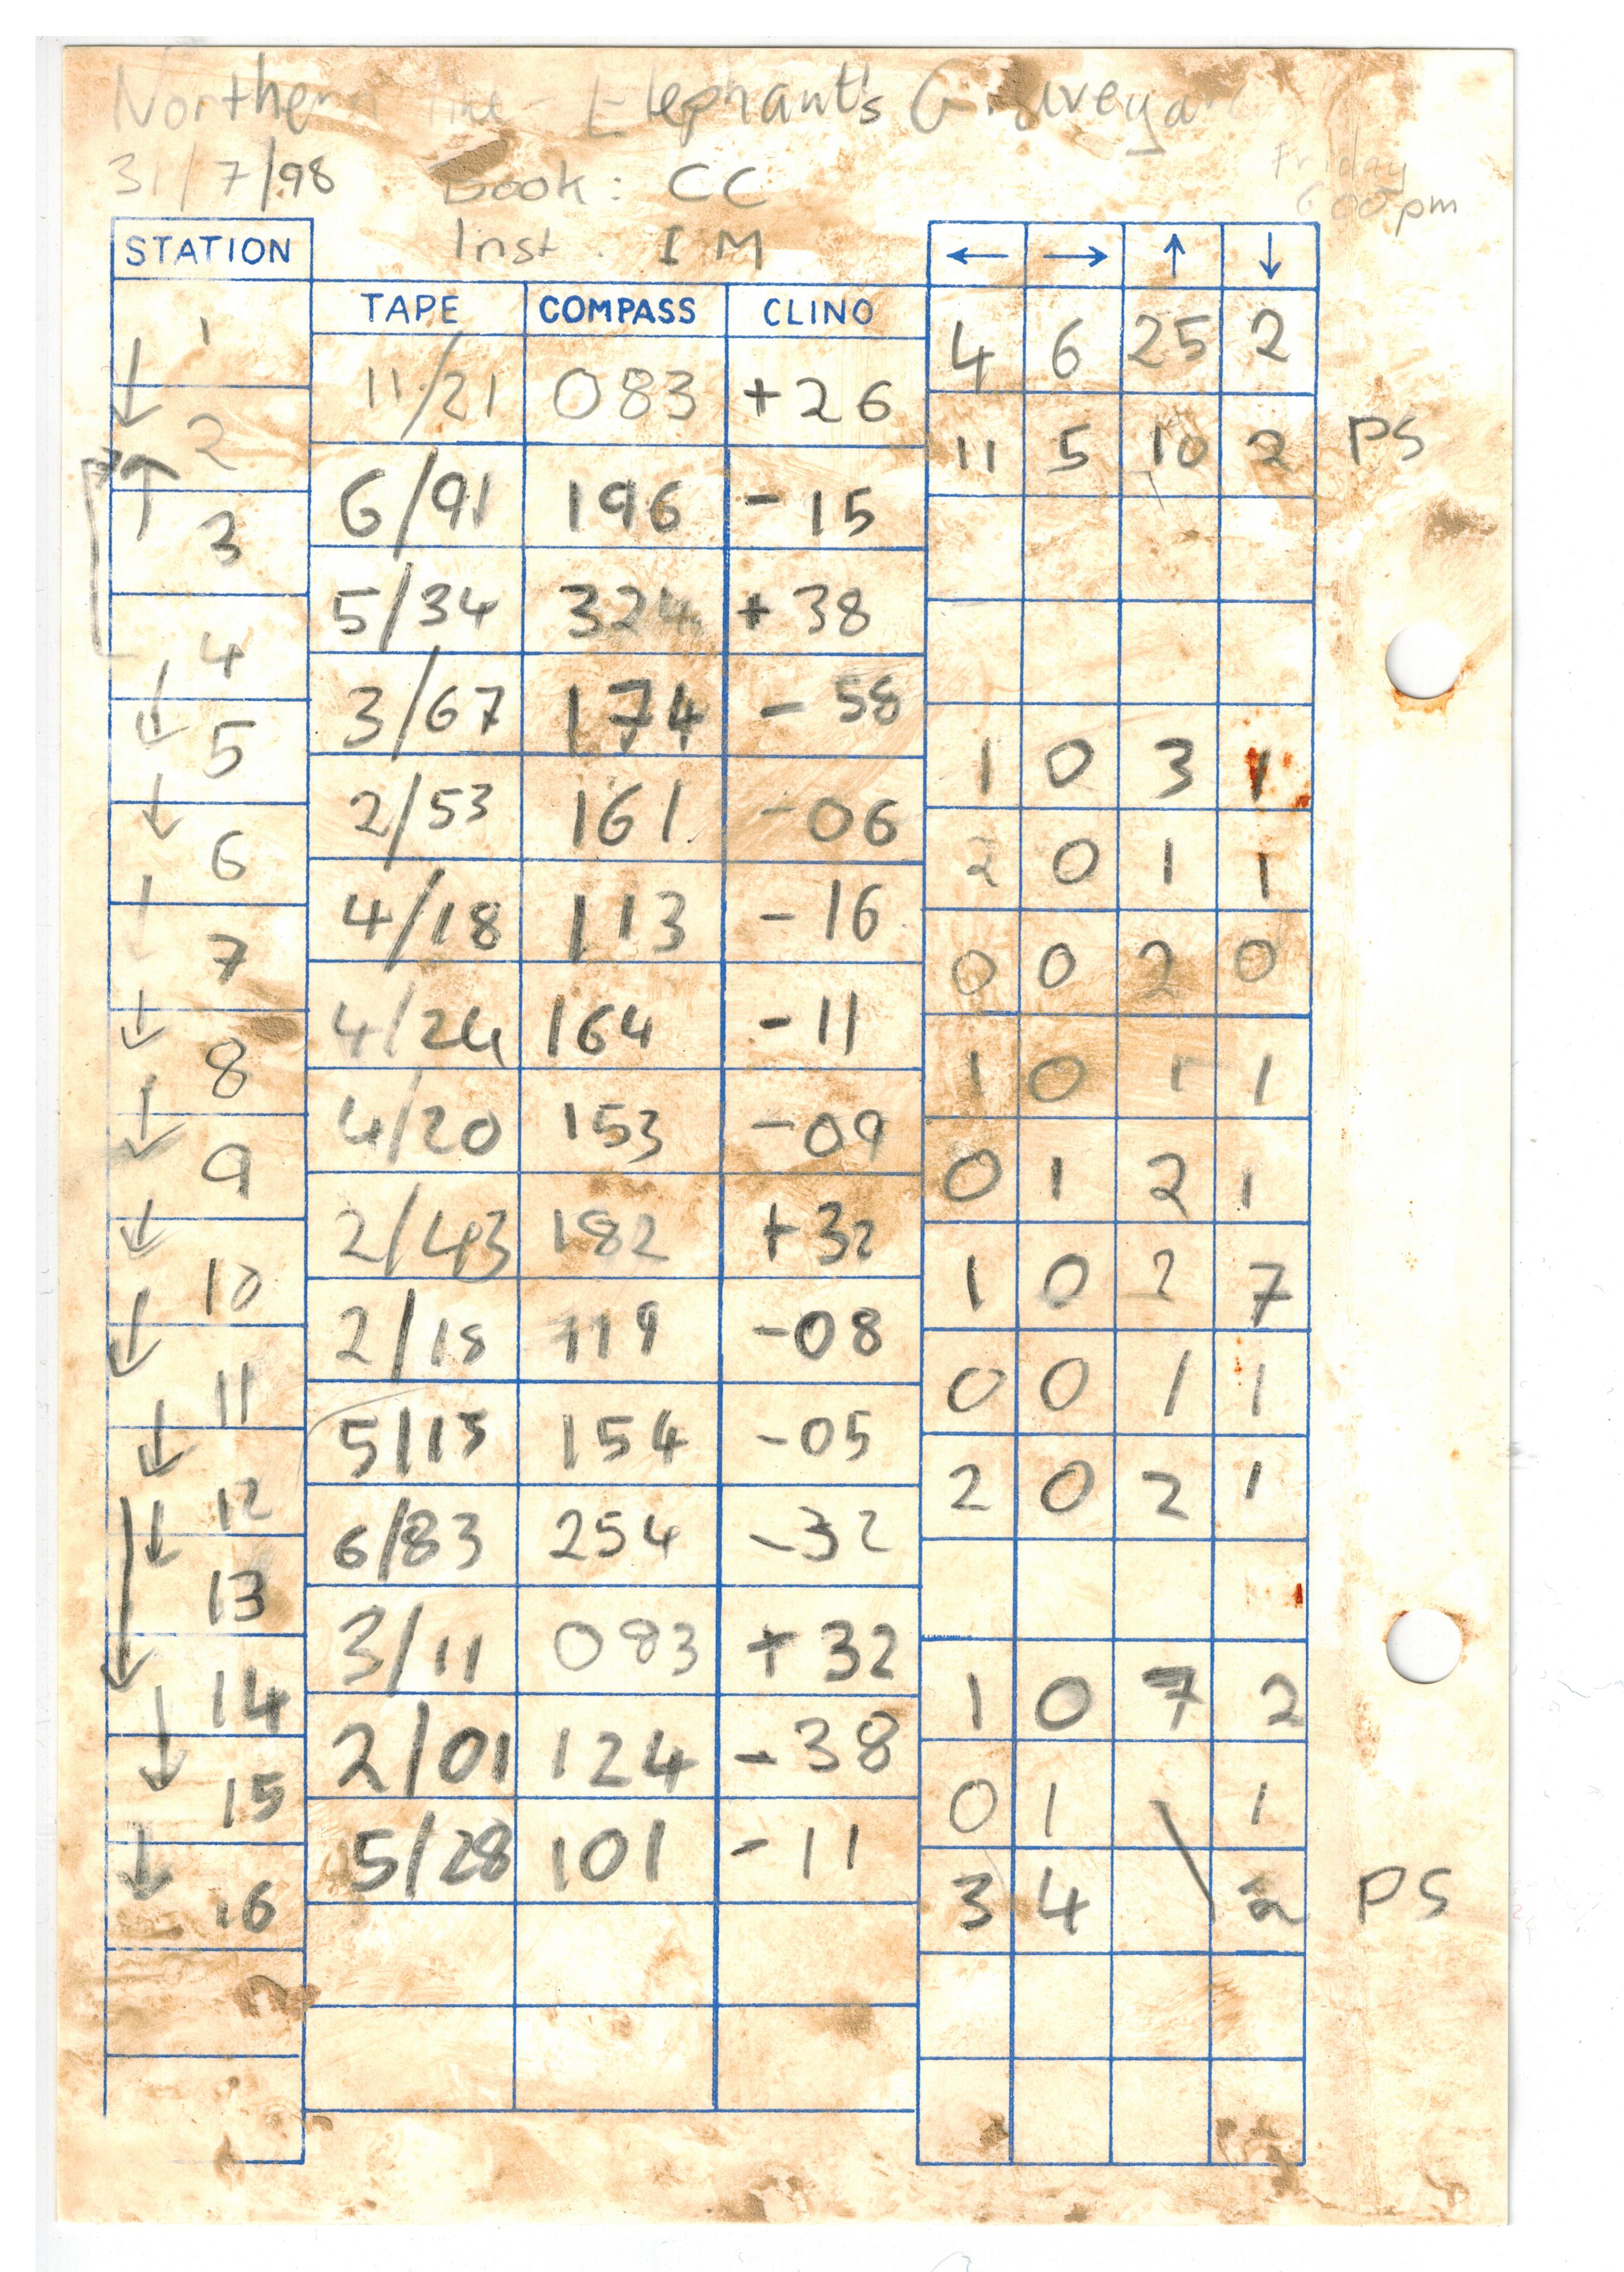 Northern Line - Elephant's Graveyard
31/7/98 Book: CC Friday
Inst. IM 6:00 pm
STATION ← → ↑ ↓
TAPE COMPASS CLINO
1 4 6 25 2
11/21 083 +26
2 11 5 10 2 PS
6/91 196 -15
3
5/34 324 +38
4
3/67 174 -58
5 1 0 3 1
2/53 161 -06
6 2 0 1 1
4/18 113 -16
7 0 0 2 0
4/24 164 -11
8 1 0 1 1
4/20 153 -09
9 0 1 2 1
2/43 182 +32
10 1 0 2 7
2/18 119 -08
11 0 0 1 1
5/15 154 -05
12 2 0 2 1
6/83 254 -32
13
3/11 083 +32
14 1 0 7 2
2/01 124 -38
15 0 1 1
5/28 101 -11
16 3 4 2 PS